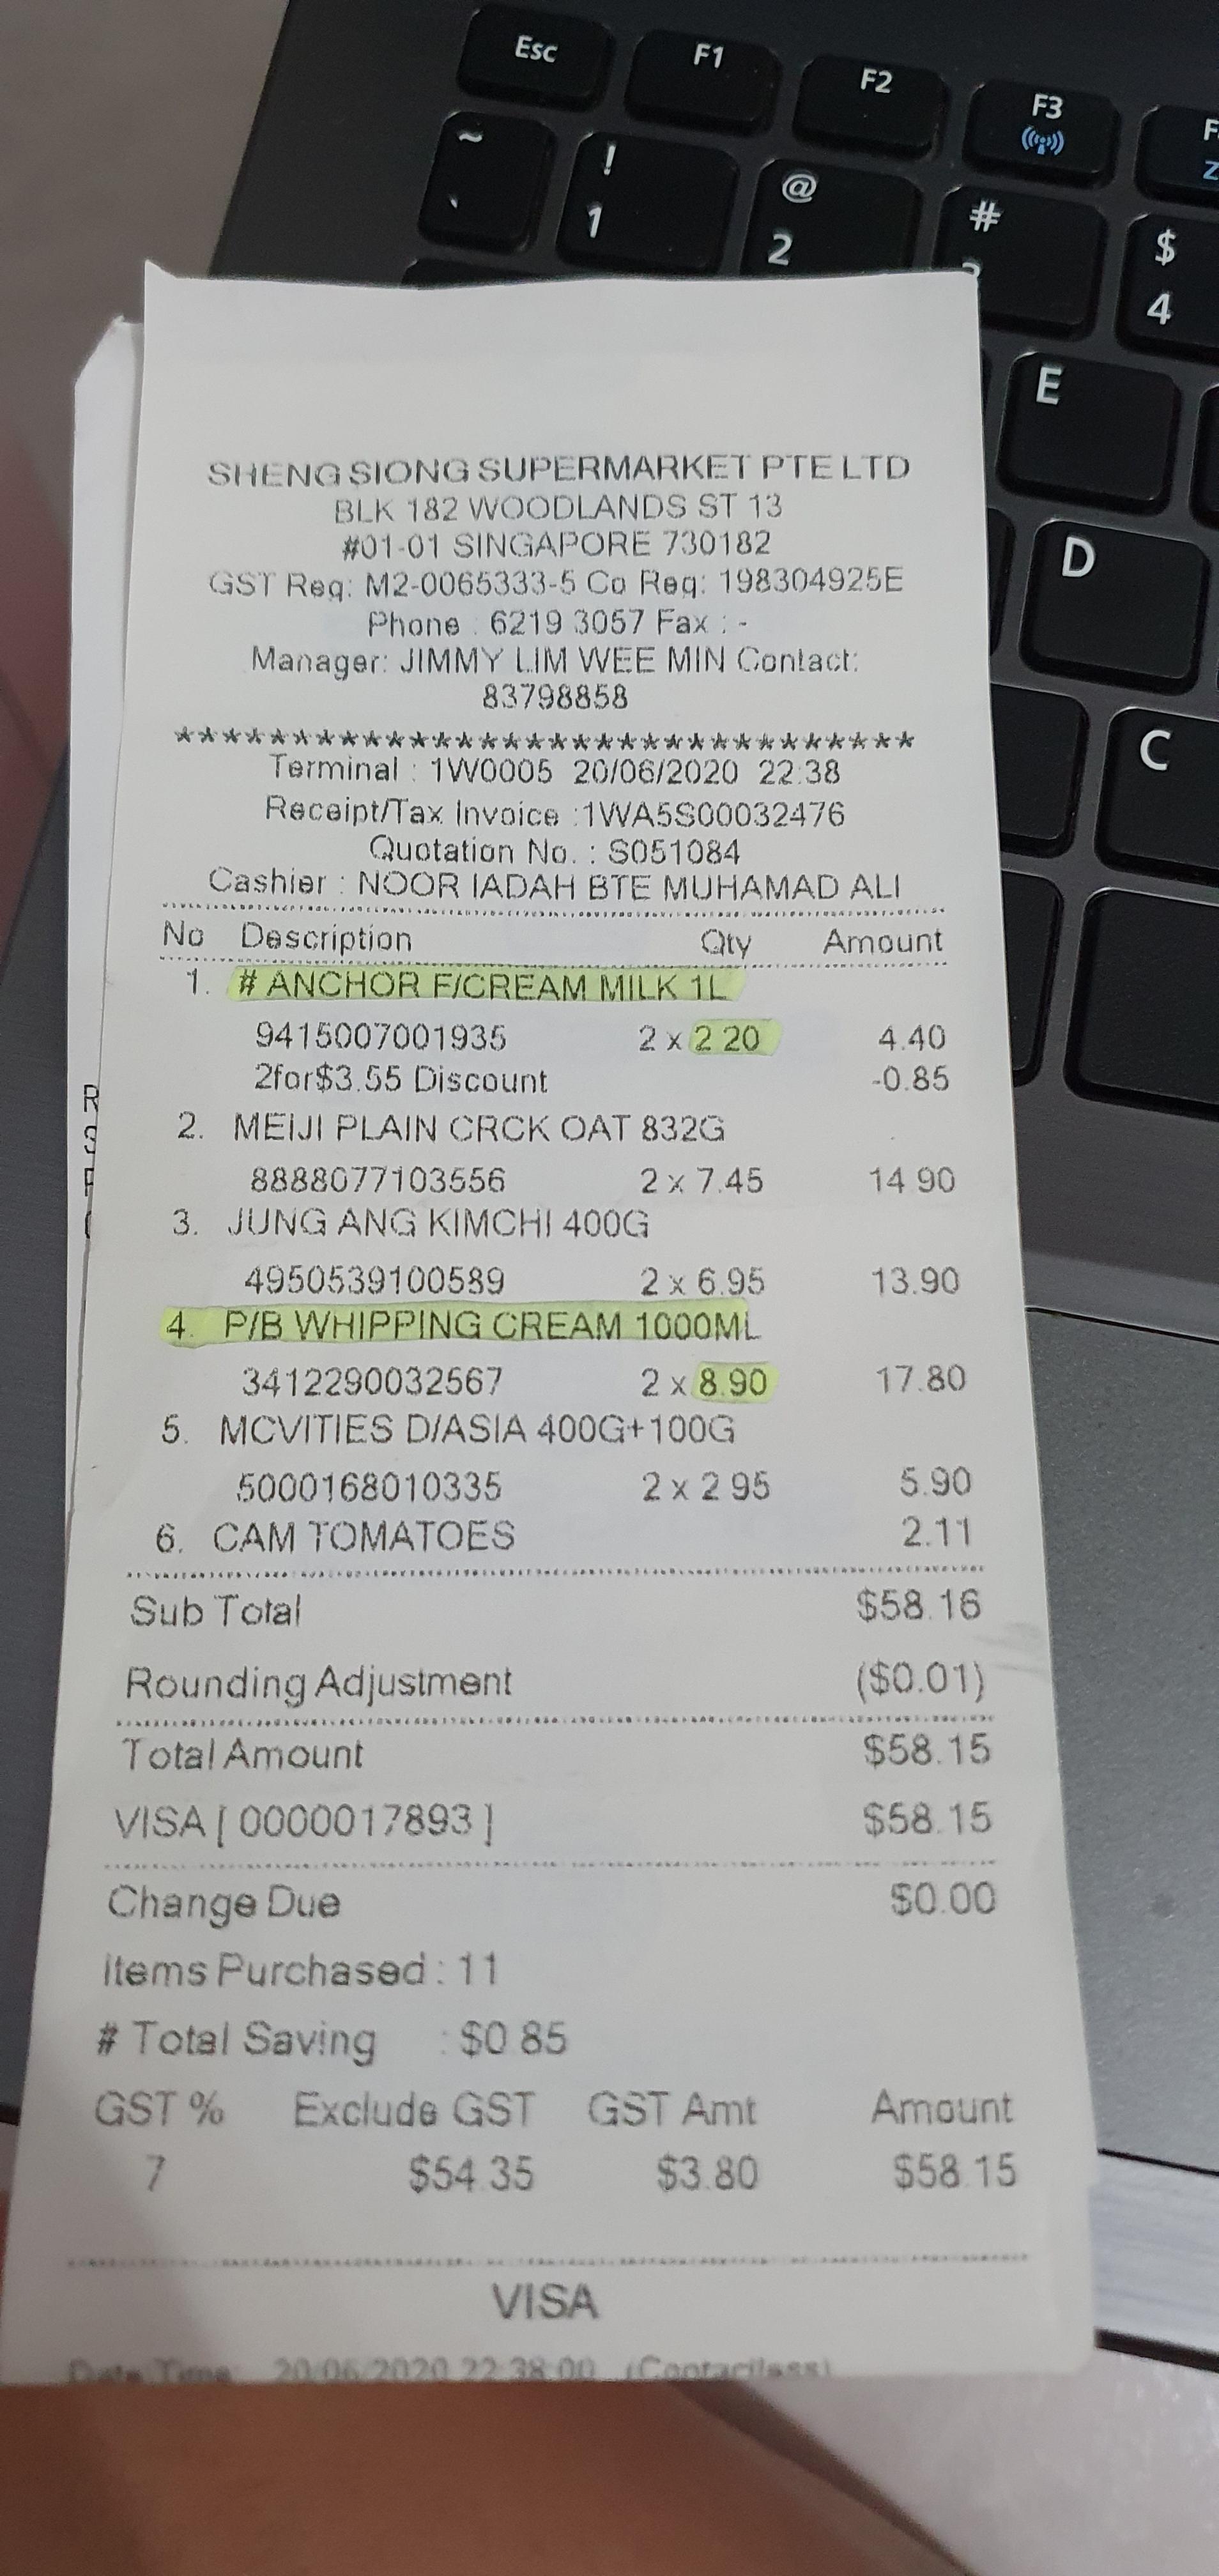 Esc F1 F2 F3 F
~ ! @ # $
` 1 2 4
Z
E
D
C
SHENG SIONG SUPERMARKET PTE LTD
BLK 182 WOODLANDS ST 13
#01-01 SINGAPORE 730182
GST Reg: M2-0065333-5 Co Reg: 198304925E
Phone : 6219 3057 Fax : -
Manager: JIMMY LIM WEE MIN Contact:
83798858
********************************
Terminal : 1W0005 20/06/2020 22:38
Receipt/Tax Invoice :1WA5S00032476
Quotation No. : S051084
Cashier : NOOR IADAH BTE MUHAMAD ALI
No Description Qty Amount
1. # ANCHOR F/CREAM MILK 1L
9415007001935 2 x 2.20 4.40
2for$3.55 Discount -0.85
2. MEIJI PLAIN CRCK OAT 832G
8888077103556 2 x 7.45 14.90
3. JUNG ANG KIMCHI 400G
4950539100589 2 x 6.95 13.90
4. P/B WHIPPING CREAM 1000ML
3412290032567 2 x 8.90 17.80
5. MCVITIES D/ASIA 400G+100G
5000168010335 2 x 2.95 5.90
6. CAM TOMATOES 2.11
Sub Total $58.16
Rounding Adjustment ($0.01)
Total Amount $58.15
VISA [ 0000017893 ] $58.15
Change Due $0.00
Items Purchased : 11
# Total Saving : $0.85
GST % Exclude GST GST Amt Amount
7 $54.35 $3.80 $58.15
VISA
Date/Time: 20/06/2020 22:38:00 (Contactless)